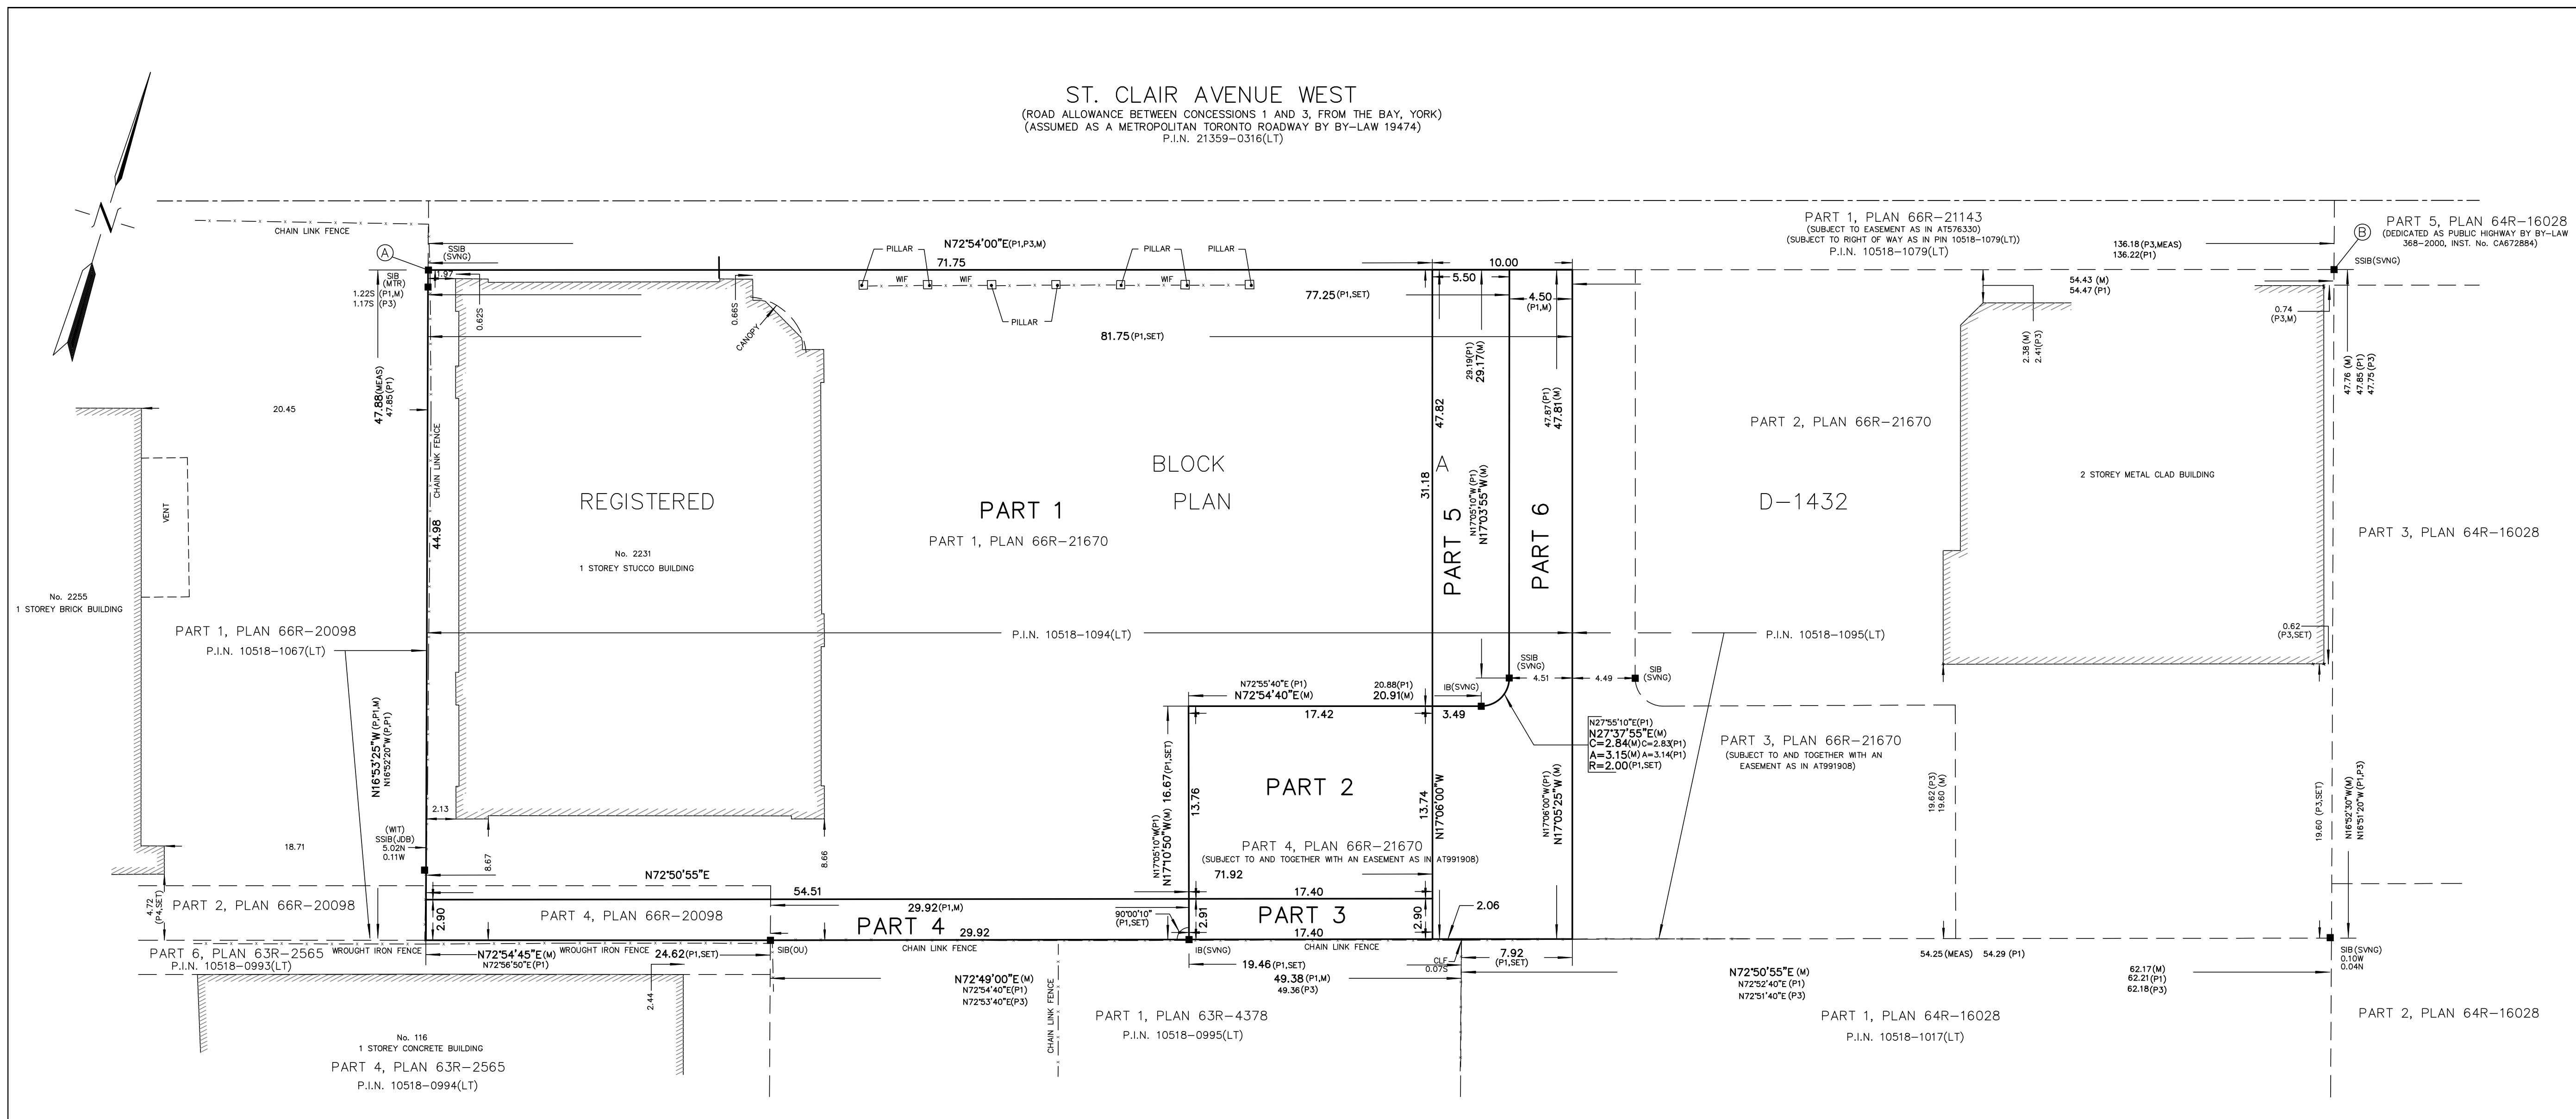 ST. CLAIR AVENUE WEST
(ROAD ALLOWANCE BETWEEN CONCESSIONS 1 AND 3, FROM THE BAY, YORK)
(ASSUMED AS A METROPOLITAN TORONTO ROADWAY BY BY-LAW 19474)
P.I.N. 21359-0316(LT)
N
CHAIN LINK FENCE
A
SSIB
(SVNG)
SIB
(MTR)
1.22S (P1,M)
1.17S (P3)
1.97
0.62S
N72°54'00"E(P1,P3,M)
71.75
10.00
5.50
4.50
(P1,M)
77.25(P1,SET)
81.75(P1,SET)
PILLAR
PILLAR
PILLAR
WIF
WIF
WIF
PILLAR
0.66S
CANOPY
PART 1, PLAN 66R-21143
(SUBJECT TO EASEMENT AS IN AT576330)
(SUBJECT TO RIGHT OF WAY AS IN PIN 10518-1079(LT))
P.I.N. 10518-1079(LT)
136.18 (P3,MEAS)
136.22(P1)
B
SSIB(SVNG)
PART 5, PLAN 64R-16028
(DEDICATED AS PUBLIC HIGHWAY BY BY-LAW
368-2000, INST. No. CA672884)
54.43 (M)
54.47 (P1)
0.74
(P3,M)
2.38(M)
2.41(P3)
47.76 (M)
47.85 (P1)
47.75 (P3)
47.88(MEAS)
47.85(P1)
20.45
CHAIN LINK FENCE
44.98
VENT
No. 2255
1 STOREY BRICK BUILDING
PART 1, PLAN 66R-20098
P.I.N. 10518-1067(LT)
REGISTERED
No. 2231
1 STOREY STUCCO BUILDING
BLOCK
A
PLAN
PART 1
PART 1, PLAN 66R-21670
P.I.N. 10518-1094(LT)
47.82
31.18
29.19(P1)
29.17(M)
N17°05'10"W(P1)
N17°03'55"W(M)
PART 5
47.87(P1)
47.81(M)
PART 6
PART 2, PLAN 66R-21670
D-1432
2 STOREY METAL CLAD BUILDING
PART 3, PLAN 64R-16028
P.I.N. 10518-1095(LT)
0.62
(P3,SET)
SSIB
(SVNG)
4.51
4.49
SIB
(SVNG)
N72°55'40"E(P1)
N72°54'40"E(M)
20.88(P1)
20.91(M)
IB(SVNG)
17.42
3.49
N27°55'10"E(P1)
N27°37'55"E(M)
C=2.84(M) C=2.83(P1)
A=3.15(M) A=3.14(P1)
R=2.00(P1,SET)
PART 3, PLAN 66R-21670
(SUBJECT TO AND TOGETHER WITH AN
EASEMENT AS IN AT991908)
N16°53'25"W(P,P1,M)
N16°52'20"W(P,P1)
2.13
(WIT)
SSIB(JDB)
5.02N
0.11W
18.71
8.67
8.66
N17°05'10"W(P1)
N17°10'50"W(M) 16.67(P1,SET)
13.76
PART 2
13.74
N17°06'00"W
PART 4, PLAN 66R-21670
(SUBJECT TO AND TOGETHER WITH AN EASEMENT AS IN AT991908)
N17°06'00"W(P1)
N17°05'25"W(M)
19.62(P3)
19.60 (M)
19.60 (P3,SET)
N16°52'30"W(M)
N16°51'20"W(P1,P3)
N72°50'55"E
71.92
54.51
17.40
4.72
(P4,SET)
PART 2, PLAN 66R-20098
2.90
PART 4, PLAN 66R-20098
29.92(P1,M)
PART 4
29.92
90°00'10"
(P1,SET)
2.91
PART 3
17.40
2.90
2.06
SIB(OU)
CHAIN LINK FENCE
IB(SVNG)
CHAIN LINK FENCE
WROUGHT IRON FENCE
WROUGHT IRON FENCE
PART 6, PLAN 63R-2565
P.I.N. 10518-0993(LT)
N72°54'45"E(M)
N72°56'50"E(P1)
24.62(P1,SET)
19.46(P1,SET)
CLF
0.07S
7.92
(P1,SET)
54.25 (MEAS) 54.29 (P1)
SIB(SVNG)
0.10W
0.04N
N72°49'00"E(M)
N72°54'40"E(P1)
N72°53'40"E(P3)
49.38(P1,M)
49.36(P3)
N72°50'55"E(M)
N72°52'40"E (P1)
N72°51'40"E (P3)
62.17(M)
62.21(P1)
62.18(P3)
2.44
CHAIN LINK FENCE
No. 116
1 STOREY CONCRETE BUILDING
PART 4, PLAN 63R-2565
P.I.N. 10518-0994(LT)
PART 1, PLAN 63R-4378
P.I.N. 10518-0995(LT)
PART 1, PLAN 64R-16028
P.I.N. 10518-1017(LT)
PART 2, PLAN 64R-16028